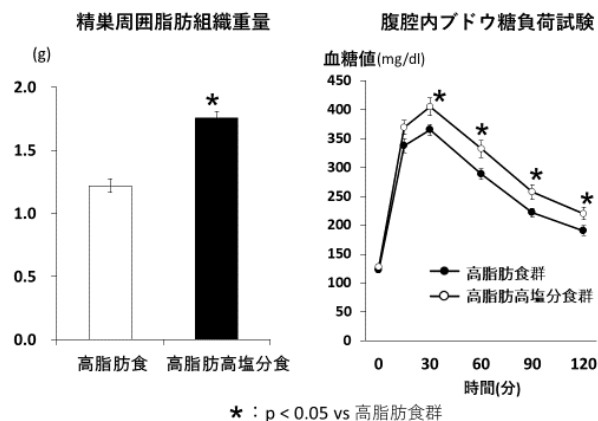 精巣周囲脂肪組織重量
(g)
2.0
1.5
1.0
0.5
0.0
*
高脂肪食
高脂肪高塩分食
腹腔内ブドウ糖負荷試験
血糖値(mg/dl)
450
400
350
300
250
200
150
100
50
0
*
*
*
*
高脂肪食群
高脂肪高塩分食群
0 30 60 90 120
時間(分)
*：p < 0.05 vs 高脂肪食群